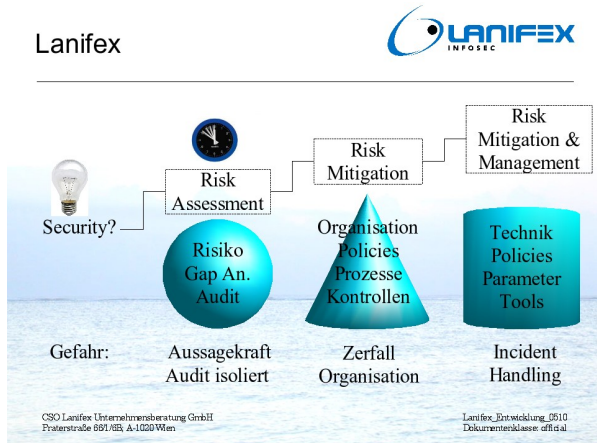 Lanifex
LANIFEX
INFOSEC
Risk
Mitigation &
Management
Risk
Mitigation
Risk
Assessment
Security?
Risiko
Gap An.
Audit
Organisation
Policies
Prozesse
Kontrollen
Technik
Policies
Parameter
Tools
Gefahr:
Aussagekraft
Audit isoliert
Zerfall
Organisation
Incident
Handling
CSO Lanifex Unternehmensberatung GmbH
Praterstraße 66/1/6B; A-1020 Wien
Lanifex_Entwicklung_0510
Dokumentenklasse: official